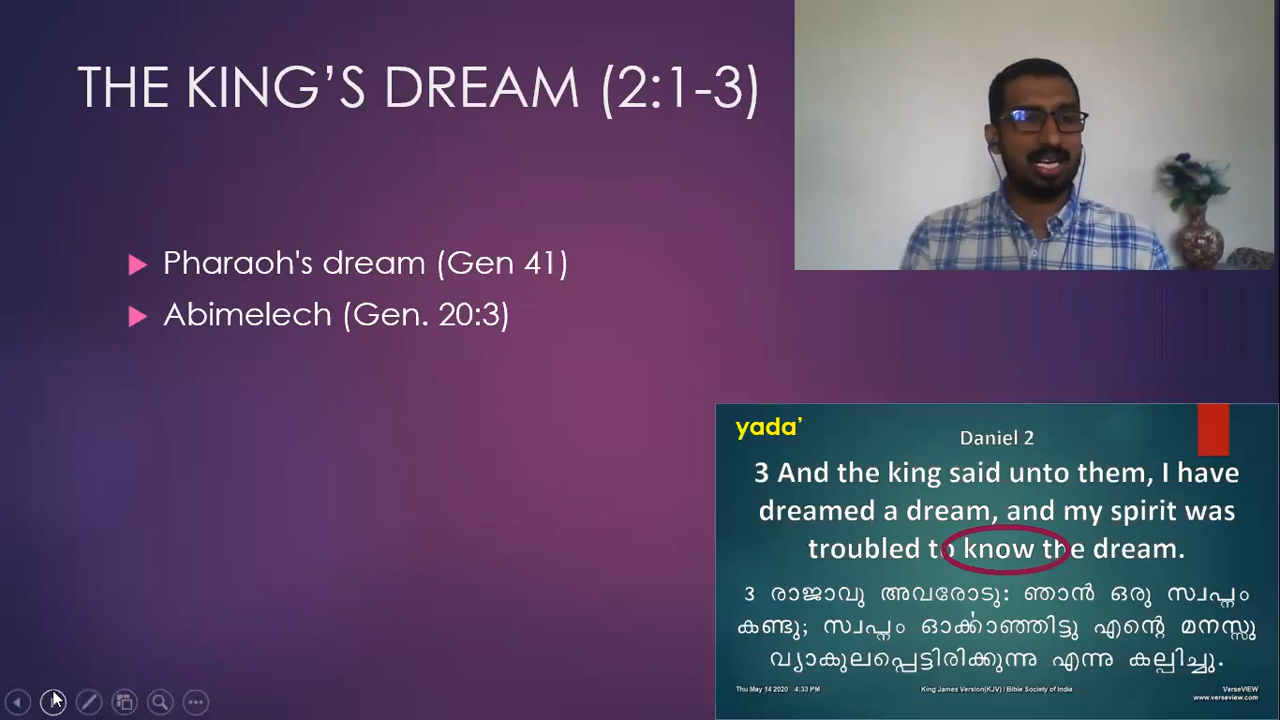 THE KING’S DREAM (2:1-3)
Pharaoh's dream (Gen 41)
Abimelech (Gen. 20:3)
yada’
Daniel 2
3 And the king said unto them, I have
dreamed a dream, and my spirit was
troubled to know the dream.
3 രാജാവു അവരോടു: ഞാൻ ഒരു സ്വപ്നം
കണ്ടു; സ്വപ്നം ഓർക്കാഞ്ഞിട്ടു എന്റെ മനസ്സു
വ്യാകുലപ്പെട്ടിരിക്കുന്നു എന്നു കല്പിച്ചു.
Thu May 14 2020 4:33 PM
King James Version(KJV) / Bible Society of India
VerseVIEW
www.verseview.com